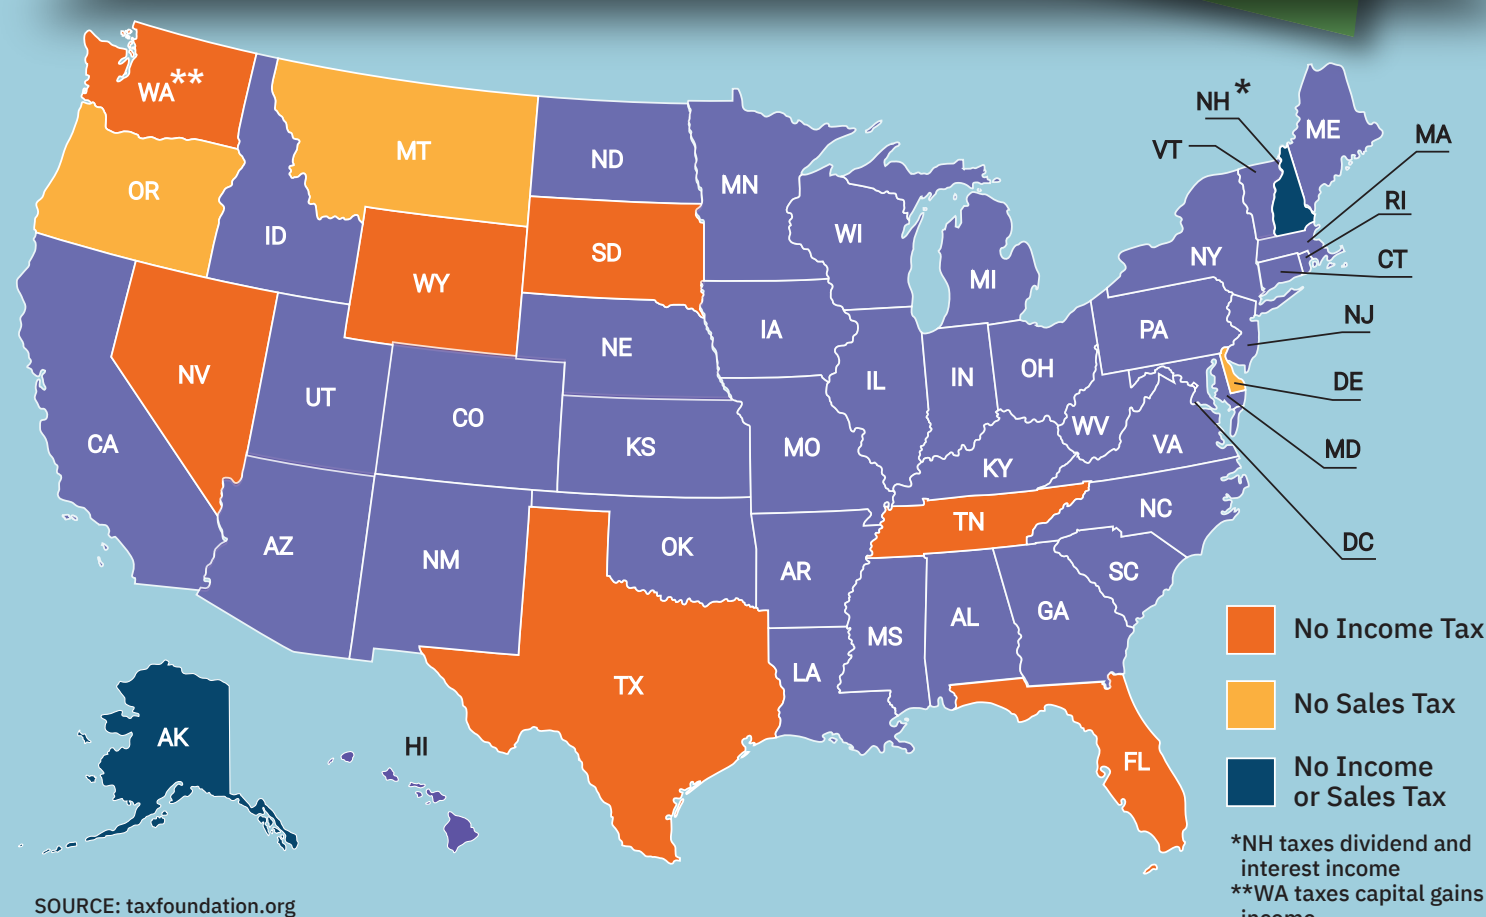 WA**
MT
ND
MN
OR
ID
SD
WY
WI
MI
NH*
ME
VT
MA
RI
NY
CT
NJ
PA
DE
MD
DC
NV
UT
CO
NE
IA
IL
IN
OH
WV
VA
CA
KS
MO
KY
AZ
NM
OK
AR
TN
NC
SC
MS
AL
GA
TX
LA
FL
AK
HI
No Income Tax
No Sales Tax
No Income
or Sales Tax
*NH taxes dividend and
interest income
**WA taxes capital gains
income
SOURCE: taxfoundation.org